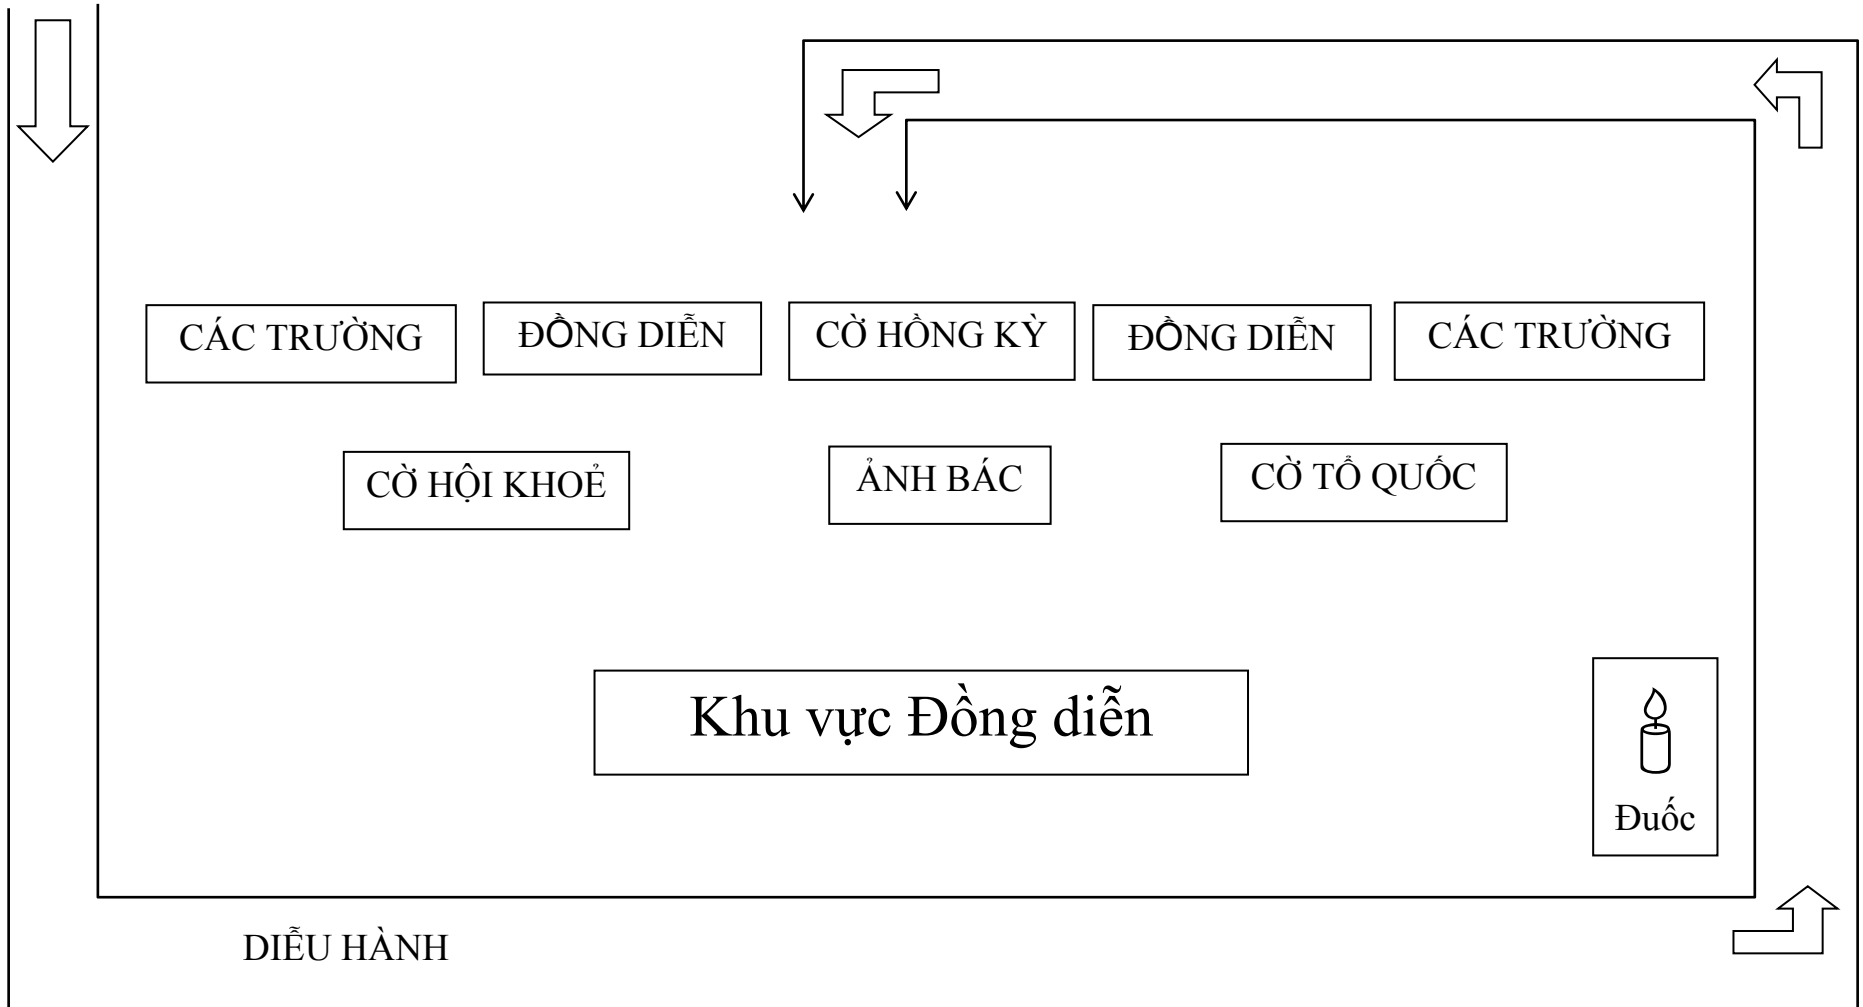 CÁC TRƯỜNG
ĐỒNG DIỄN
CỜ HỒNG KỲ
ĐỒNG DIỄN
CÁC TRƯỜNG
CỜ HỘI KHOẺ
ẢNH BÁC
CỜ TỔ QUỐC
Khu vực Đồng diễn
Đuốc
DIỄU HÀNH